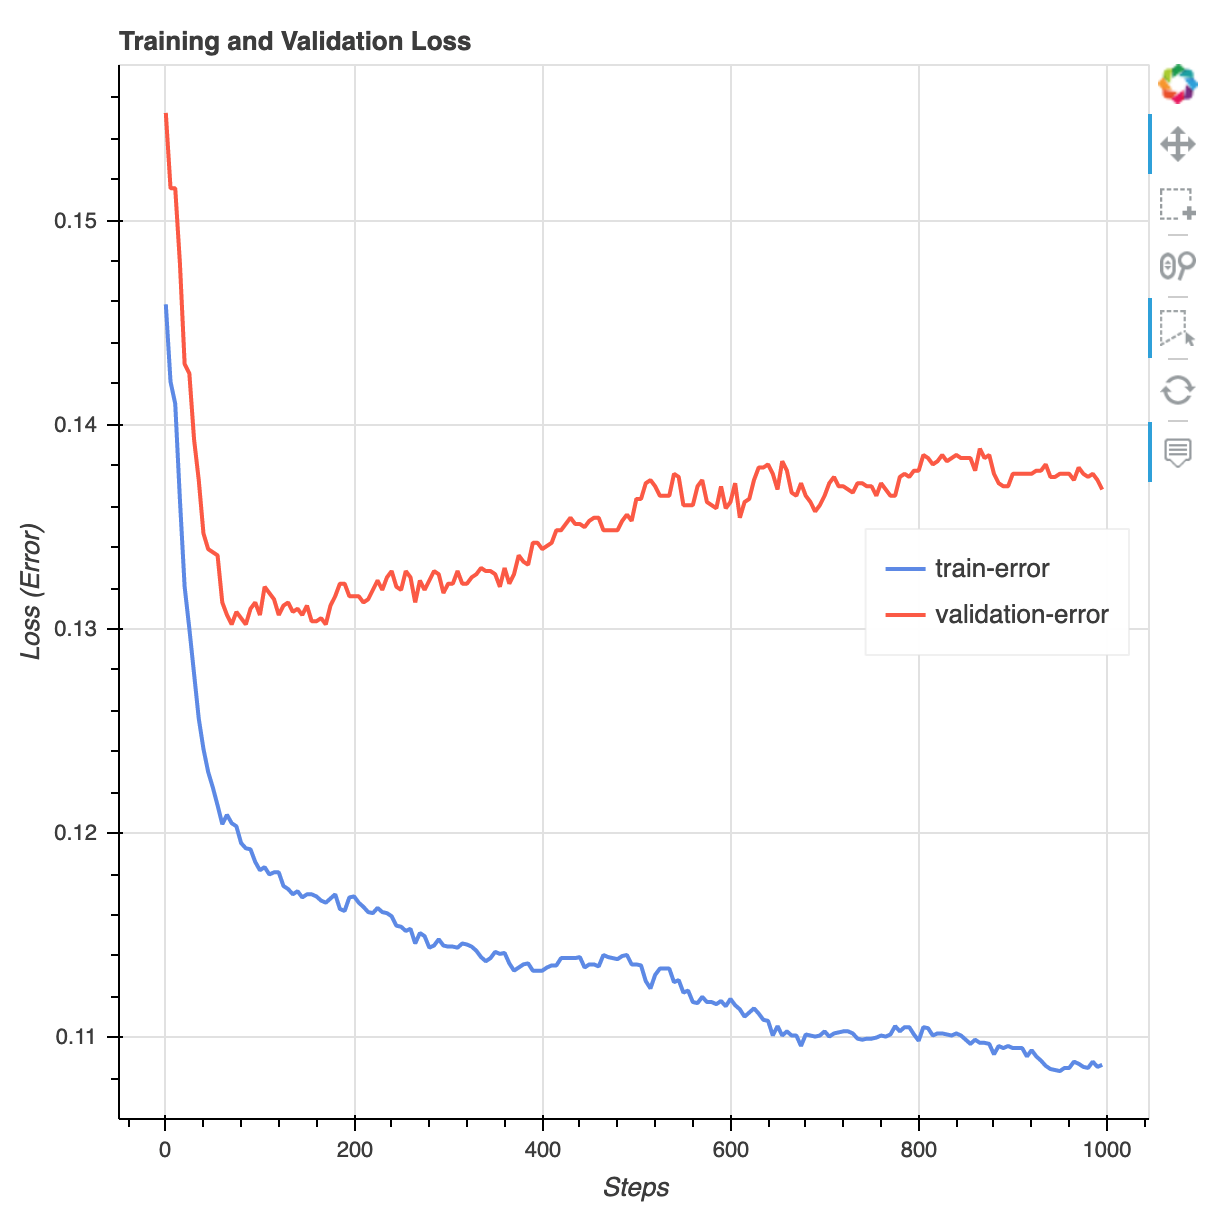 Training and Validation Loss
0.15
0.14
0.13
0.12
0.11
Loss (Error)
train-error
validation-error
0 200 400 600 800 1000
Steps